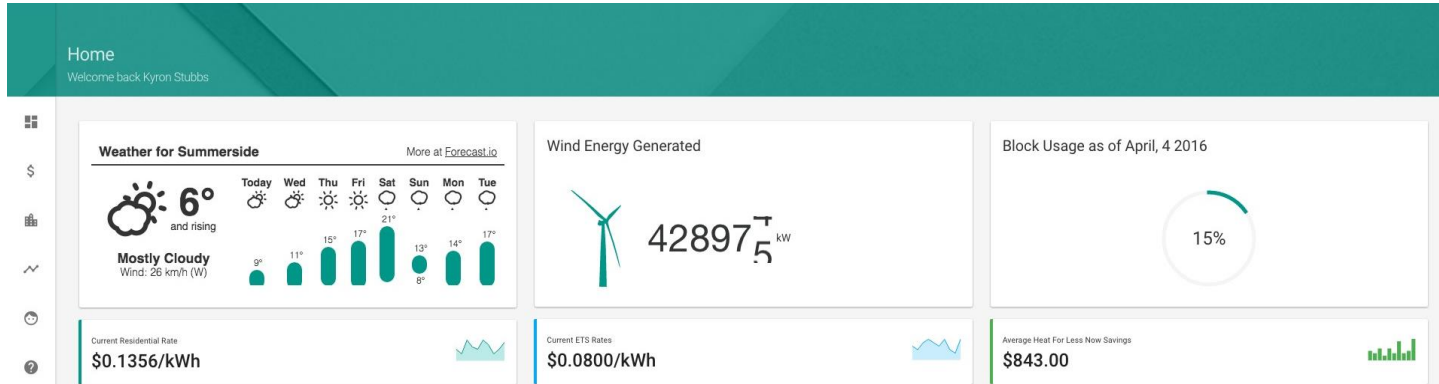 Home
Welcome back Kyron Stubbs
Weather for Summerside More at Forecast.io
6°
and rising
Mostly Cloudy
Wind: 26 km/h (W)
Today Wed Thu Fri Sat Sun Mon Tue
9° 11° 15° 17° 21° 13° 14° 17°
8°
Wind Energy Generated
42897 kW
Block Usage as of April, 4 2016
15%
$
Current Residential Rate
$0.1356/kWh
Current ETS Rates
$0.0800/kWh
Average Heat For Less Now Savings
$843.00
?